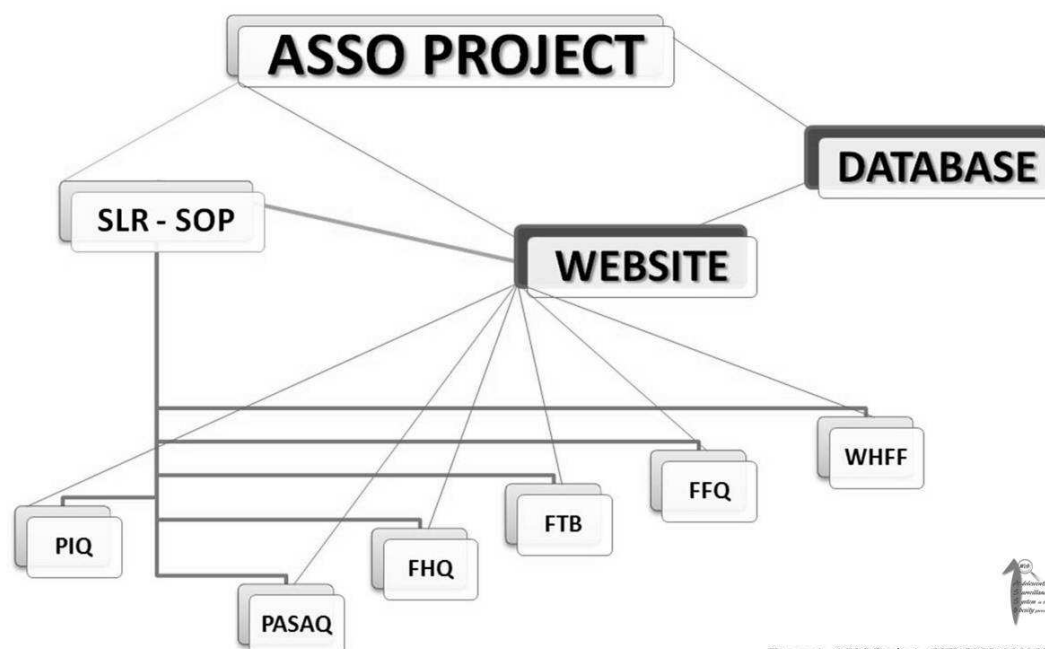 ASSO PROJECT
DATABASE
SLR - SOP
WEBSITE
WHFF
FFQ
FTB
PIQ
FHQ
PASAQ